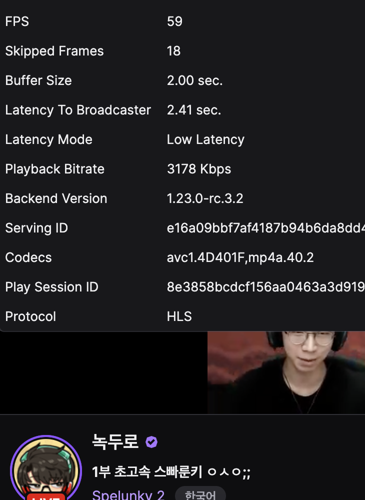 FPS 59
Skipped Frames 18
Buffer Size 2.00 sec.
Latency To Broadcaster 2.41 sec.
Latency Mode Low Latency
Playback Bitrate 3178 Kbps
Backend Version 1.23.0-rc.3.2
Serving ID e16a09bbf7af4187b94b6da8dd4
Codecs avc1.4D401F,mp4a.40.2
Play Session ID 8e3858bcdcf156aa0463a3d919
Protocol HLS
녹두로
1부 초고속 스빠룬키 ㅇㅅㅇ;;
Spelunky 2 한국어